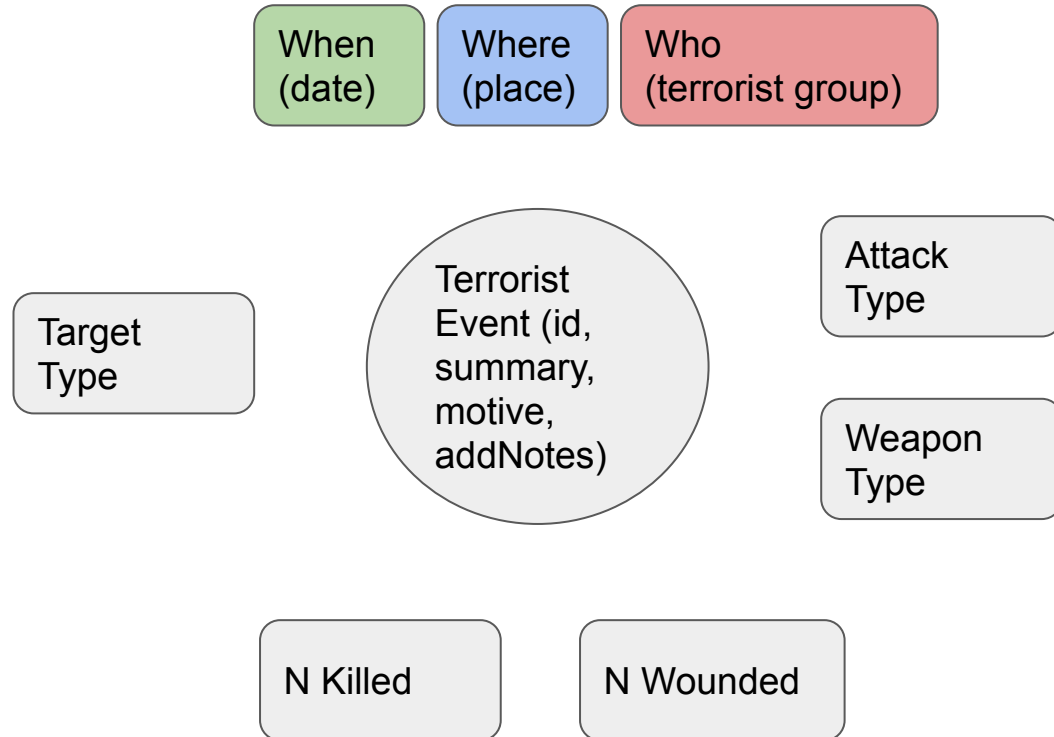 When
(date)
Where
(place)
Who
(terrorist group)
Target
Type
Terrorist
Event (id,
summary,
motive,
addNotes)
Attack
Type
Weapon
Type
N Killed
N Wounded